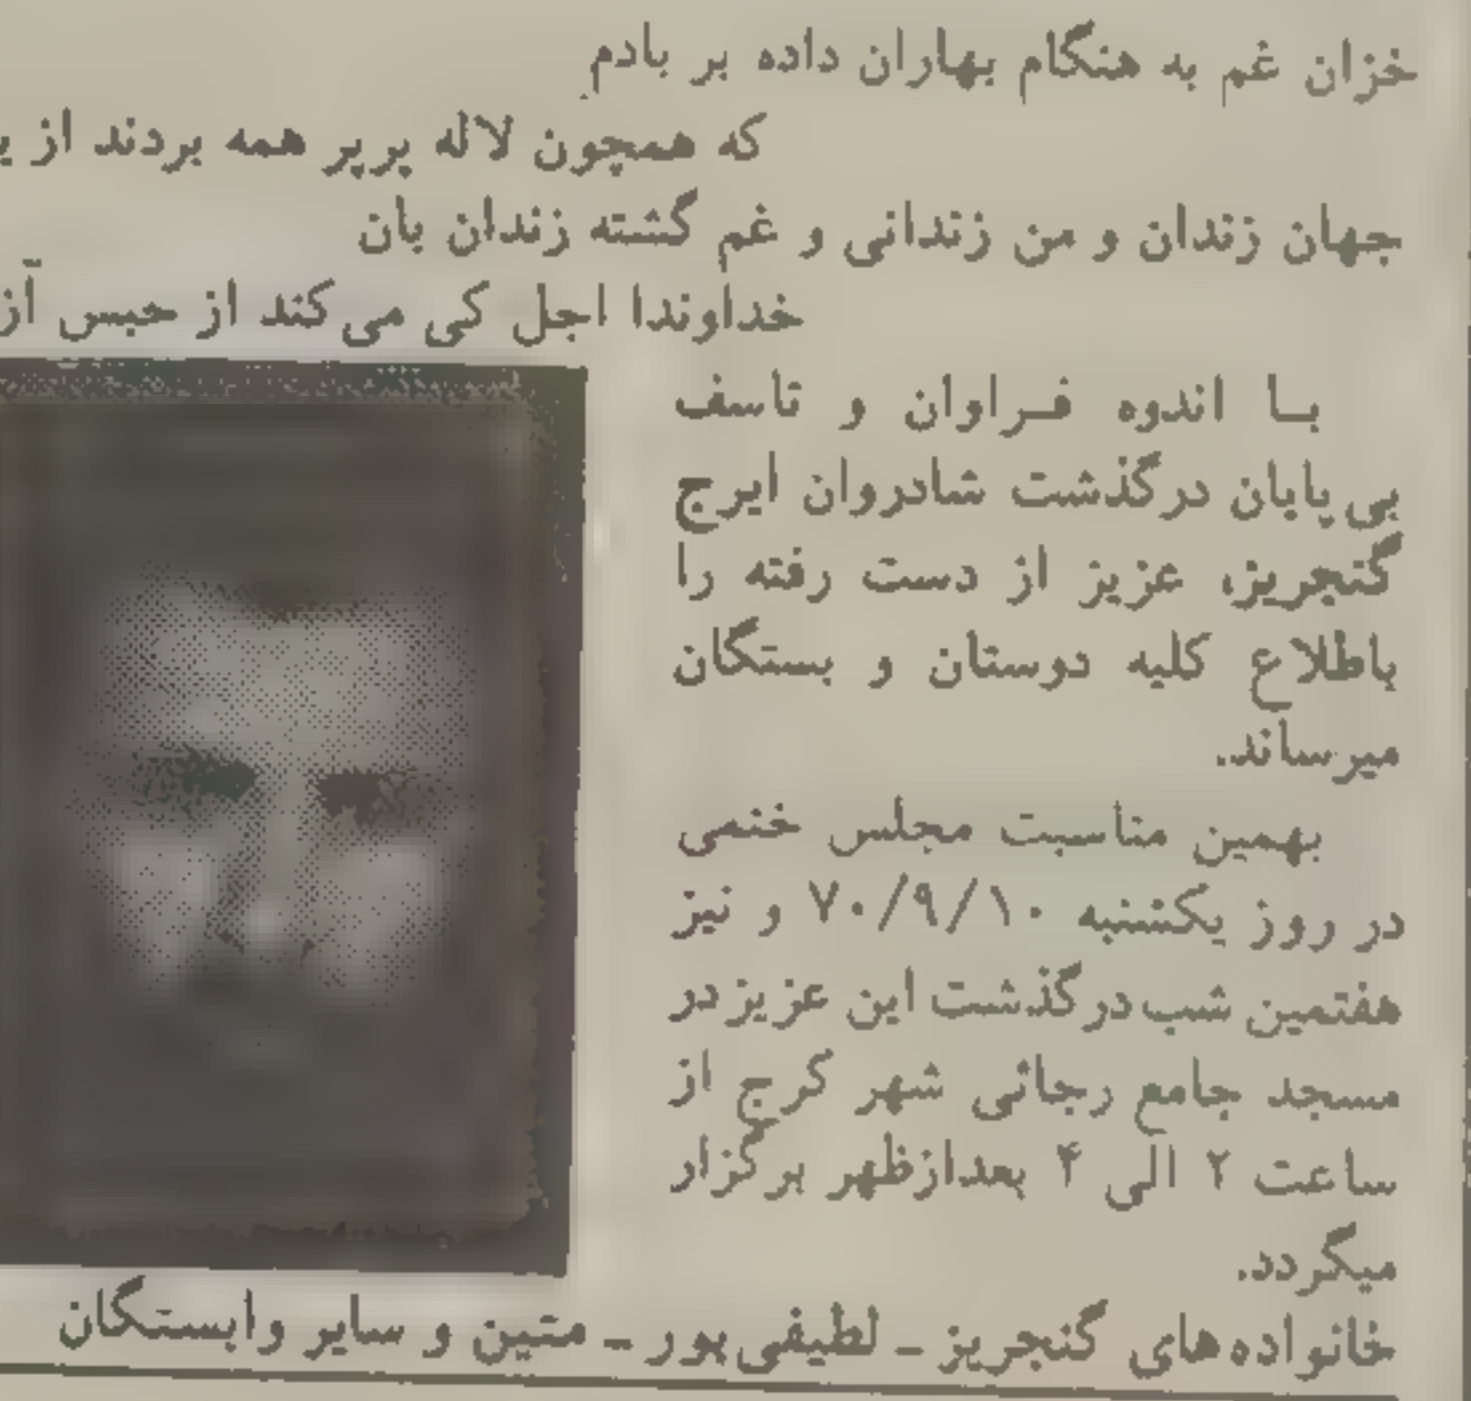 خزان غم به هنگام بهاران داده بر بادم
که همچون لاله پرپر همه بردند از
جهان زندان و من زندانی و غم گشته زندان بان
خداوندا اجل کی می‌کند از حبس
با اندوه فراوان و تاسف
بی‌پایان درگذشت شادروان ایرج
گنجریز، عزیز از دست رفته را
باطلاع کلیه دوستان و بستگان
میرساند.
بهمین مناسبت مجلس ختمی
در روز یکشنبه ۷۰/۹/۱۰ و نیز
هفتمین شب درگذشت این عزیز در
مسجد جامع رجائی شهر کرج از
ساعت ۲ الی ۴ بعدازظهر برگزار
میگردد.
خانواده‌های گنجریز ـ لطیفی‌پور ـ متین و سایر وابستگان